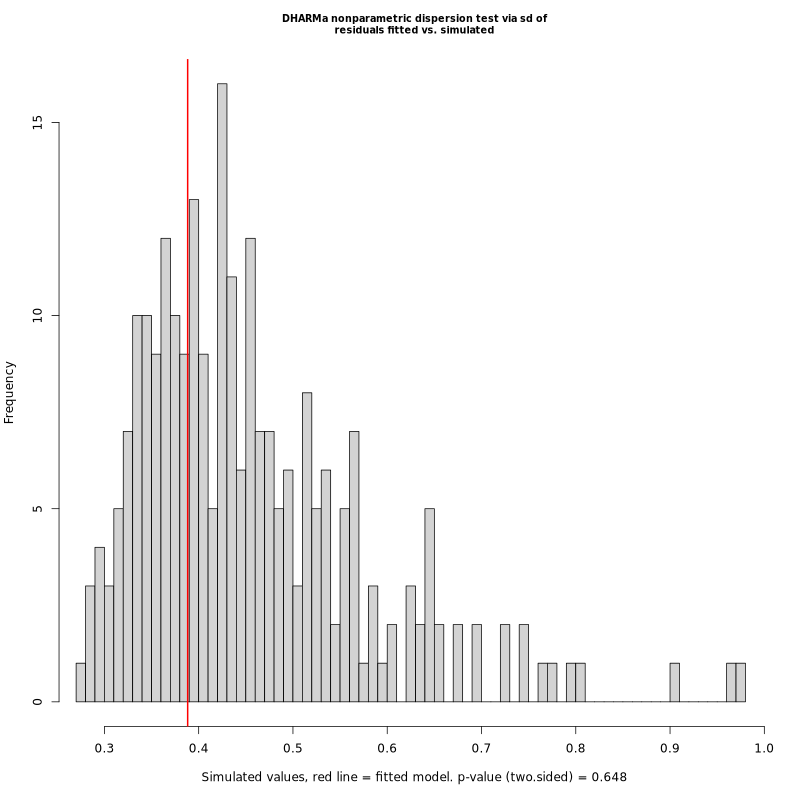 DHARMa nonparametric dispersion test via sd of
residuals fitted vs. simulated
Frequency
15
10
5
0
0.3 0.4 0.5 0.6 0.7 0.8 0.9 1.0
Simulated values, red line = fitted model. p-value (two.sided) = 0.648